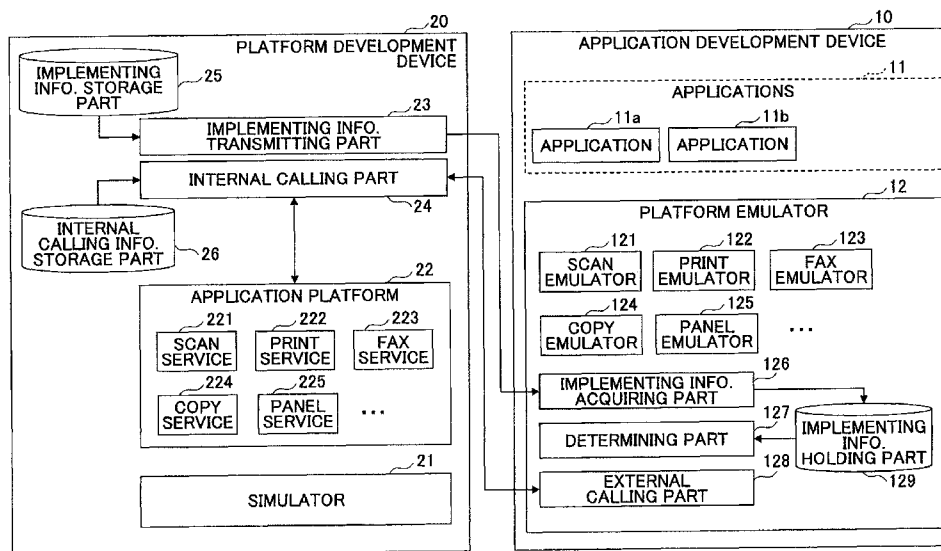 20
PLATFORM DEVELOPMENT
DEVICE
IMPLEMENTING
INFO. STORAGE
PART
25
23
IMPLEMENTING INFO.
TRANSMITTING PART
INTERNAL CALLING PART
24
INTERNAL
CALLING INFO.
STORAGE PART
26
22
APPLICATION PLATFORM
221
SCAN
SERVICE
222
PRINT
SERVICE
223
FAX
SERVICE
224
COPY
SERVICE
225
PANEL
SERVICE
...
21
SIMULATOR
10
APPLICATION DEVELOPMENT DEVICE
11
APPLICATIONS
11a
APPLICATION
11b
APPLICATION
12
PLATFORM EMULATOR
121
SCAN
EMULATOR
122
PRINT
EMULATOR
123
FAX
EMULATOR
124
COPY
EMULATOR
125
PANEL
EMULATOR
...
126
IMPLEMENTING INFO.
ACQUIRING PART
127
DETERMINING PART
IMPLEMENTING
INFO.
HOLDING PART
129
128
EXTERNAL
CALLING PART